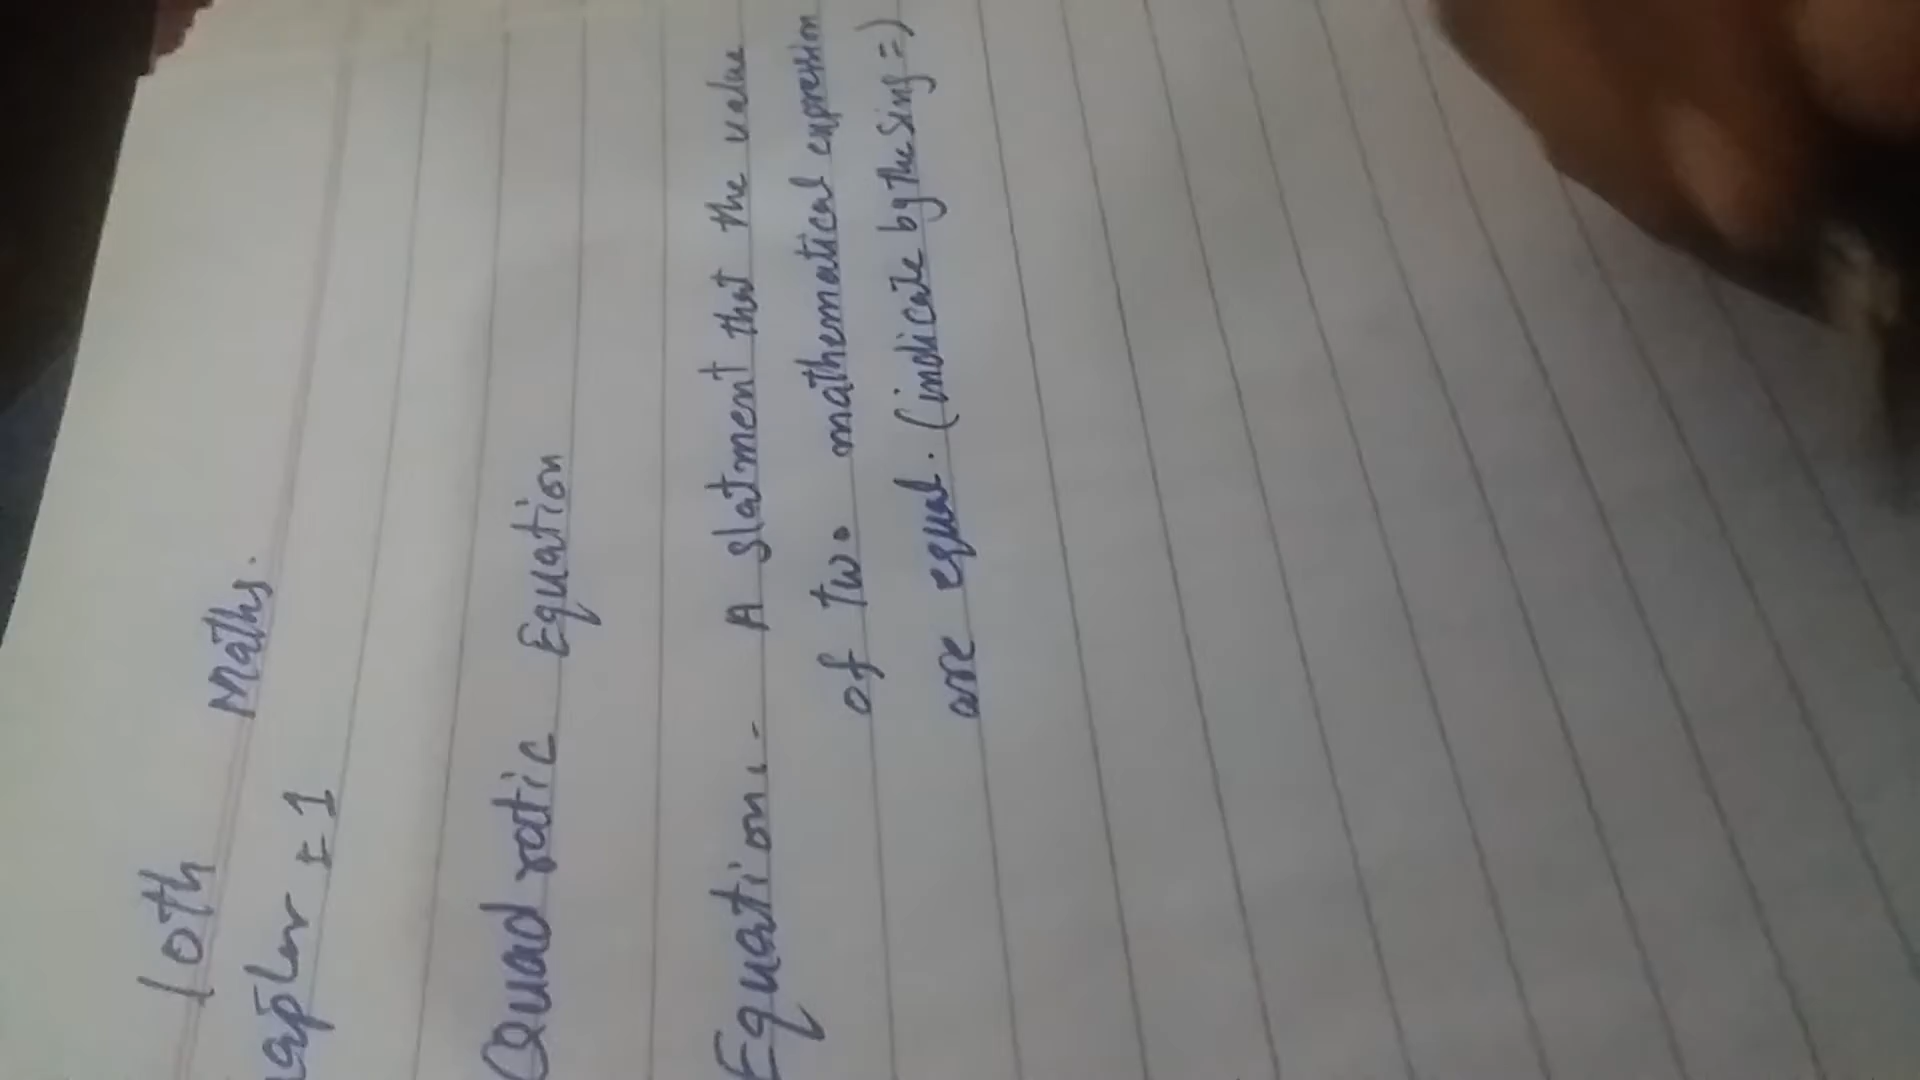 10th Maths.
apter : 1
Quadratic Equation
Equation:- A slatment that the value
of two mathematical expression
are equal. (indicate by the sing =)